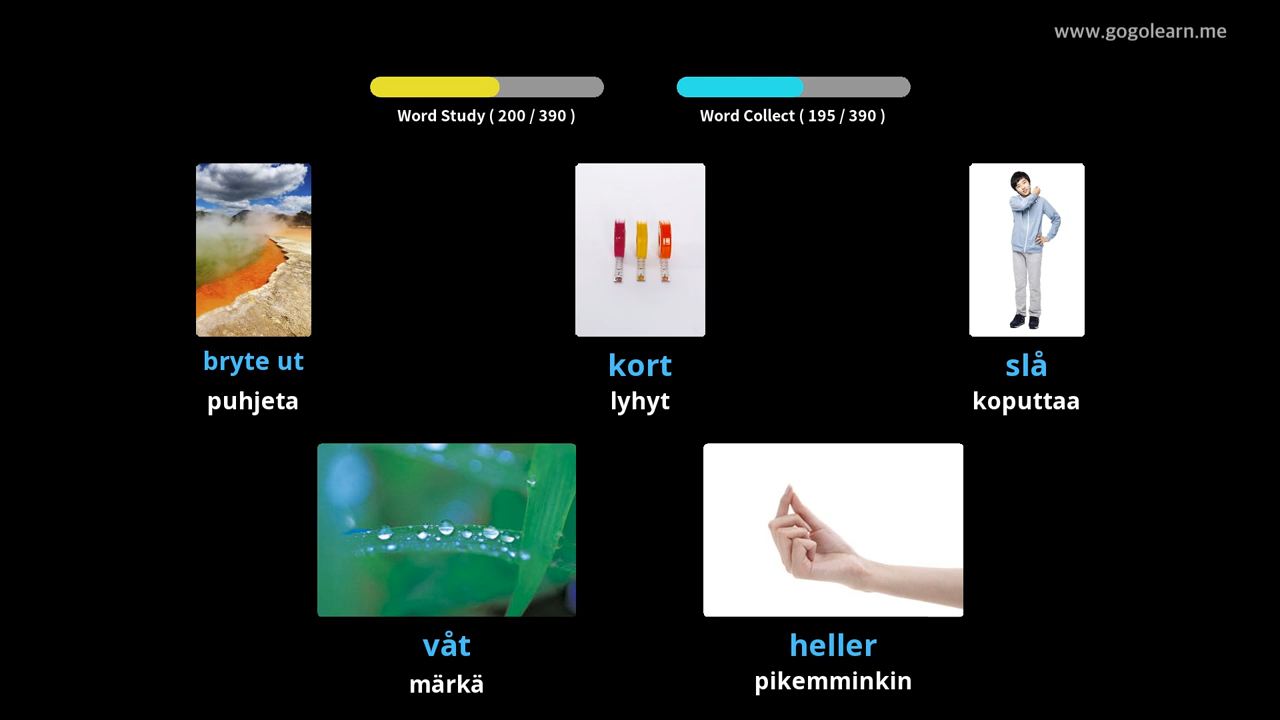 www.gogolearn.me
Word Study ( 200 / 390 )
Word Collect ( 195 / 390 )
bryte ut
puhjeta
kort
lyhyt
slå
koputtaa
våt
märkä
heller
pikemminkin